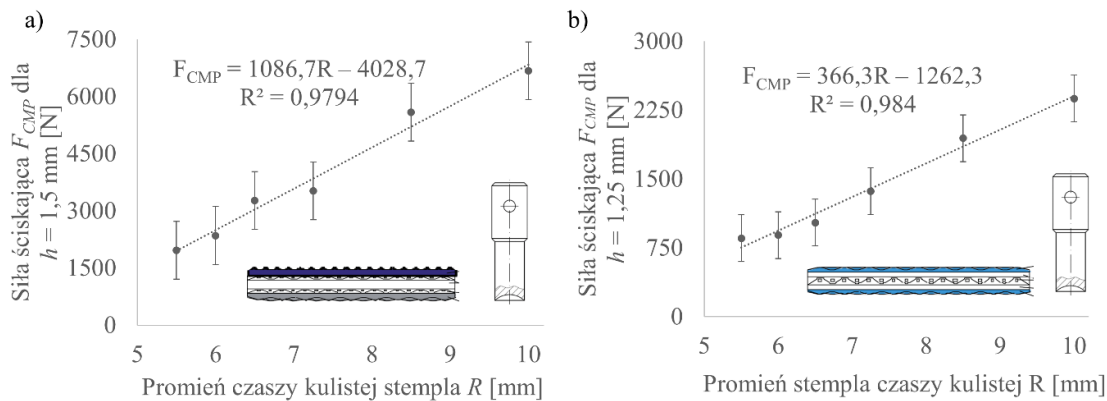 a)
Siła ściskająca F_CMP dla
h = 1,5 mm [N]
7500
6000
4500
3000
1500
0
F_CMP = 1086,7R – 4028,7
R² = 0,9794
5 6 7 8 9 10
Promień czaszy kulistej stempla R [mm]
b)
Siła ściskająca F_CMP dla
h = 1,25 mm [N]
3000
2250
1500
750
0
F_CMP = 366,3R – 1262,3
R² = 0,984
5 6 7 8 9 10
Promień stempla czaszy kulistej R [mm]